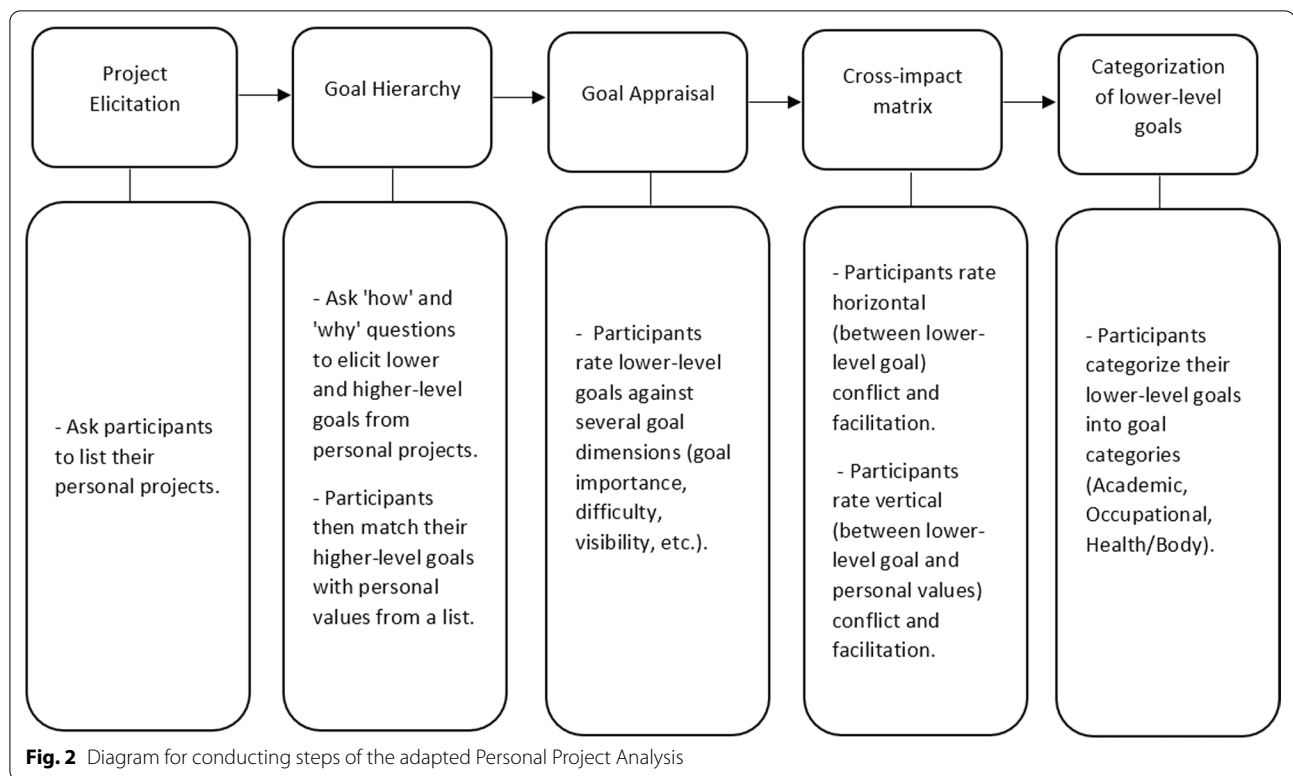 Project
Elicitation
Goal Hierarchy
Goal Appraisal
Cross-impact
matrix
Categorization
of lower-level
goals
- Ask participants
to list their
personal projects.
- Ask 'how' and
'why' questions
to elicit lower
and higher-level
goals from
personal projects.
- Participants
then match their
higher-level goals
with personal
values from a list.
- Participants
rate lower-level
goals against
several goal
dimensions (goal
importance,
difficulty,
visibility, etc.).
- Participants rate
horizontal
(between lower-
level goal)
conflict and
facilitation.
- Participants
rate vertical
(between lower-
level goal and
personal values)
conflict and
facilitation.
- Participants
categorize their
lower-level goals
into goal
categories
(Academic,
Occupational,
Health/Body).
Fig. 2 Diagram for conducting steps of the adapted Personal Project Analysis